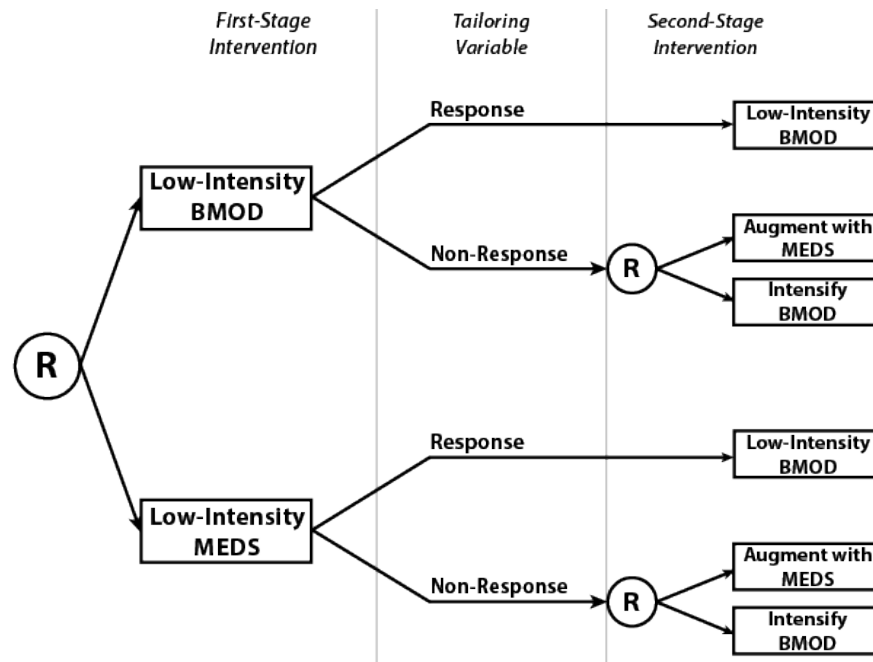 First-Stage
Intervention
Tailoring
Variable
Second-Stage
Intervention
R
Low-Intensity
BMOD
Response
Low-Intensity
BMOD
Non-Response
R
Augment with
MEDS
Intensify
BMOD
Low-Intensity
MEDS
Response
Low-Intensity
BMOD
Non-Response
R
Augment with
MEDS
Intensify
BMOD